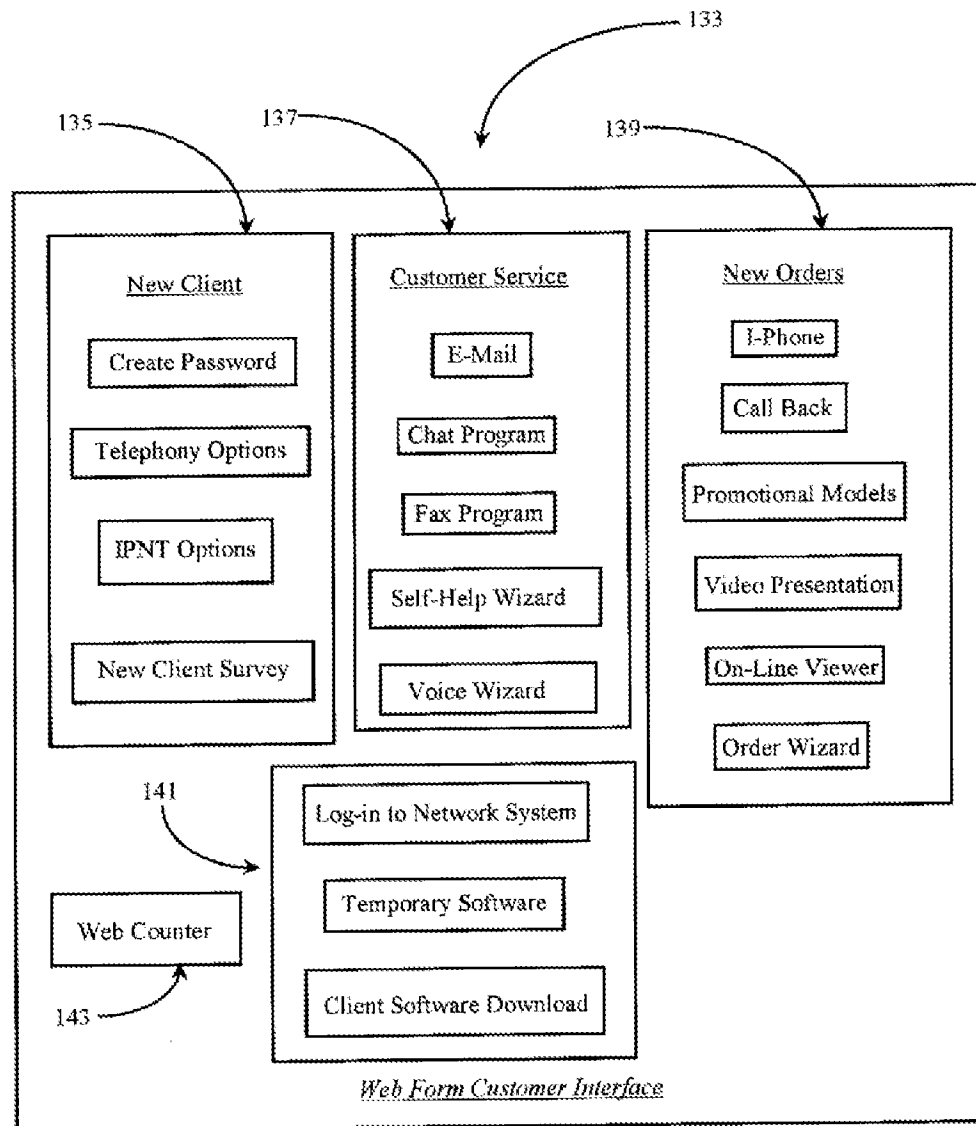 133
135
137
139
New Client
Create Password
Telephony Options
IPNT Options
New Client Survey
Customer Service
E-Mail
Chat Program
Fax Program
Self-Help Wizard
Voice Wizard
New Orders
I-Phone
Call Back
Promotional Models
Video Presentation
On-Line Viewer
Order Wizard
141
Log-in to Network System
Temporary Software
Client Software Download
Web Counter
143
Web Form Customer Interface